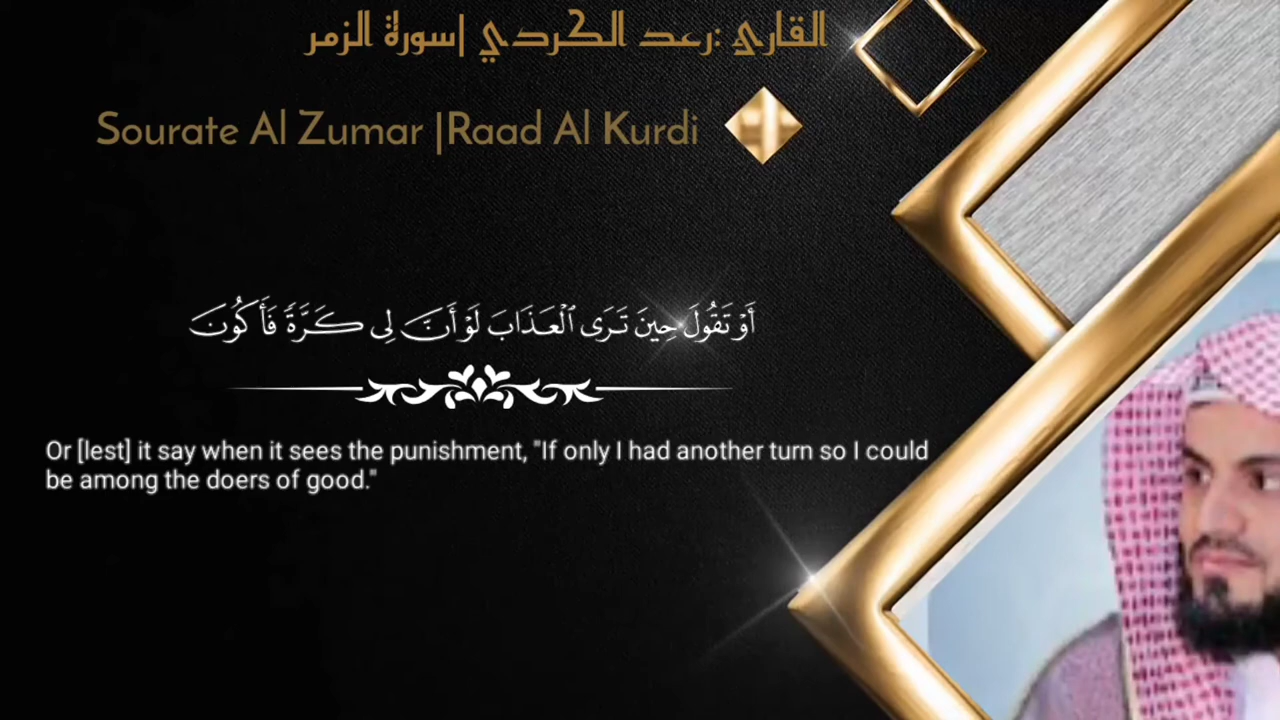 القارئ :رعد الكردي |سورة الزمر
Sourate Al Zumar |Raad Al Kurdi
أَوْ تَقُولَ حِينَ تَرَى ٱلْعَذَابَ لَوْ أَنَّ لِى كَرَّةً فَأَكُونَ
Or [lest] it say when it sees the punishment, "If only I had another turn so I could
be among the doers of good."